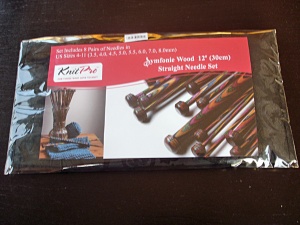 Set Includes 8 Pairs of Needles in
US Sizes 4-11 (3.5, 4.0, 4.5, 5.0, 5.5, 6.0, 7.0, 8.0mm)
KnitPro
Symfonie Wood 12" (30cm)
Straight Needle Set